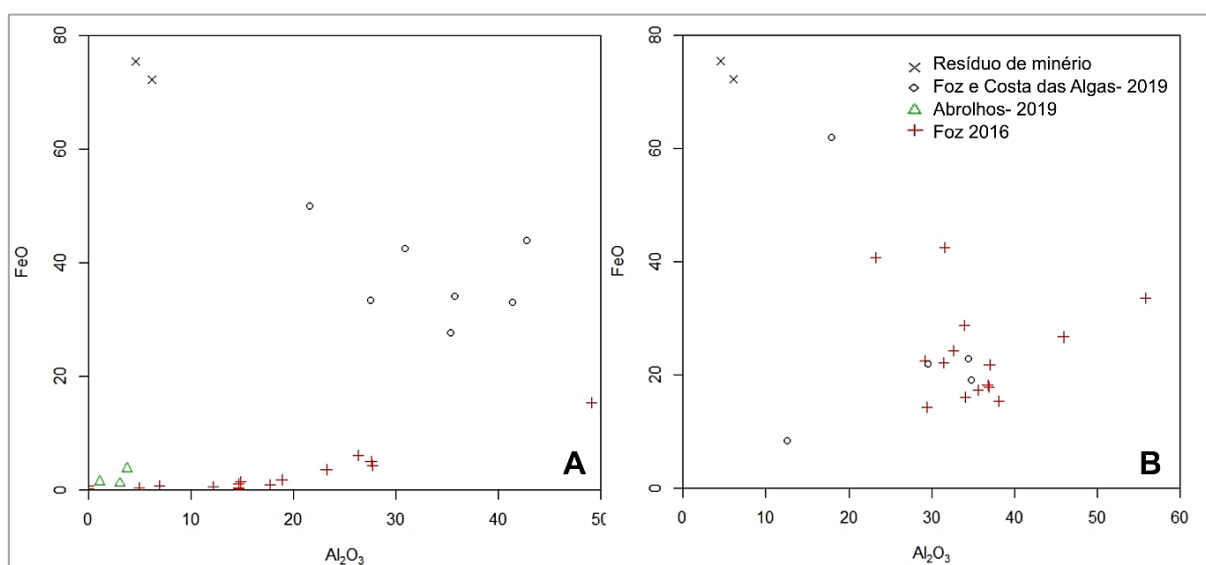 80
60
40
20
0
FeO
0 10 20 30 40 50
Al₂O₃
A
80
60
40
20
0
FeO
0 10 20 30 40 50 60
Al₂O₃
Resíduo de minério
Foz e Costa das Algas- 2019
Abrolhos- 2019
Foz 2016
B